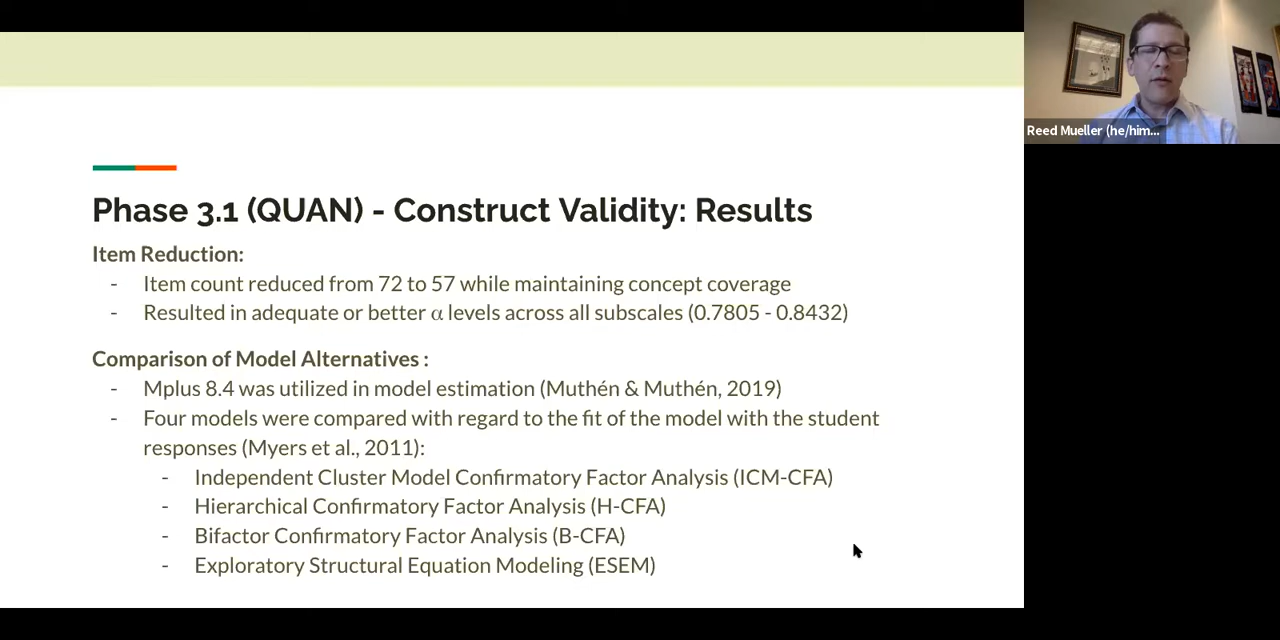 Phase 3.1 (QUAN) - Construct Validity: Results
Item Reduction:
- Item count reduced from 72 to 57 while maintaining concept coverage
- Resulted in adequate or better α levels across all subscales (0.7805 - 0.8432)
Comparison of Model Alternatives :
- Mplus 8.4 was utilized in model estimation (Muthén & Muthén, 2019)
- Four models were compared with regard to the fit of the model with the student
responses (Myers et al., 2011):
- Independent Cluster Model Confirmatory Factor Analysis (ICM-CFA)
- Hierarchical Confirmatory Factor Analysis (H-CFA)
- Bifactor Confirmatory Factor Analysis (B-CFA)
- Exploratory Structural Equation Modeling (ESEM)
Reed Mueller (he/him...